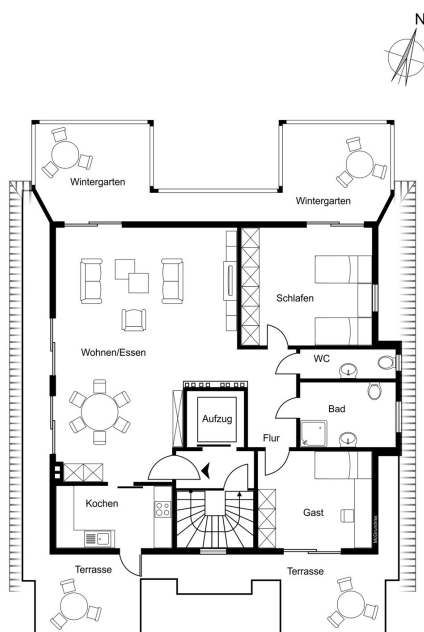 N
Wintergarten
Wintergarten
Schlafen
Wohnen/Essen
WC
Aufzug
Bad
Flur
Kochen
Gast
Terrasse
Terrasse